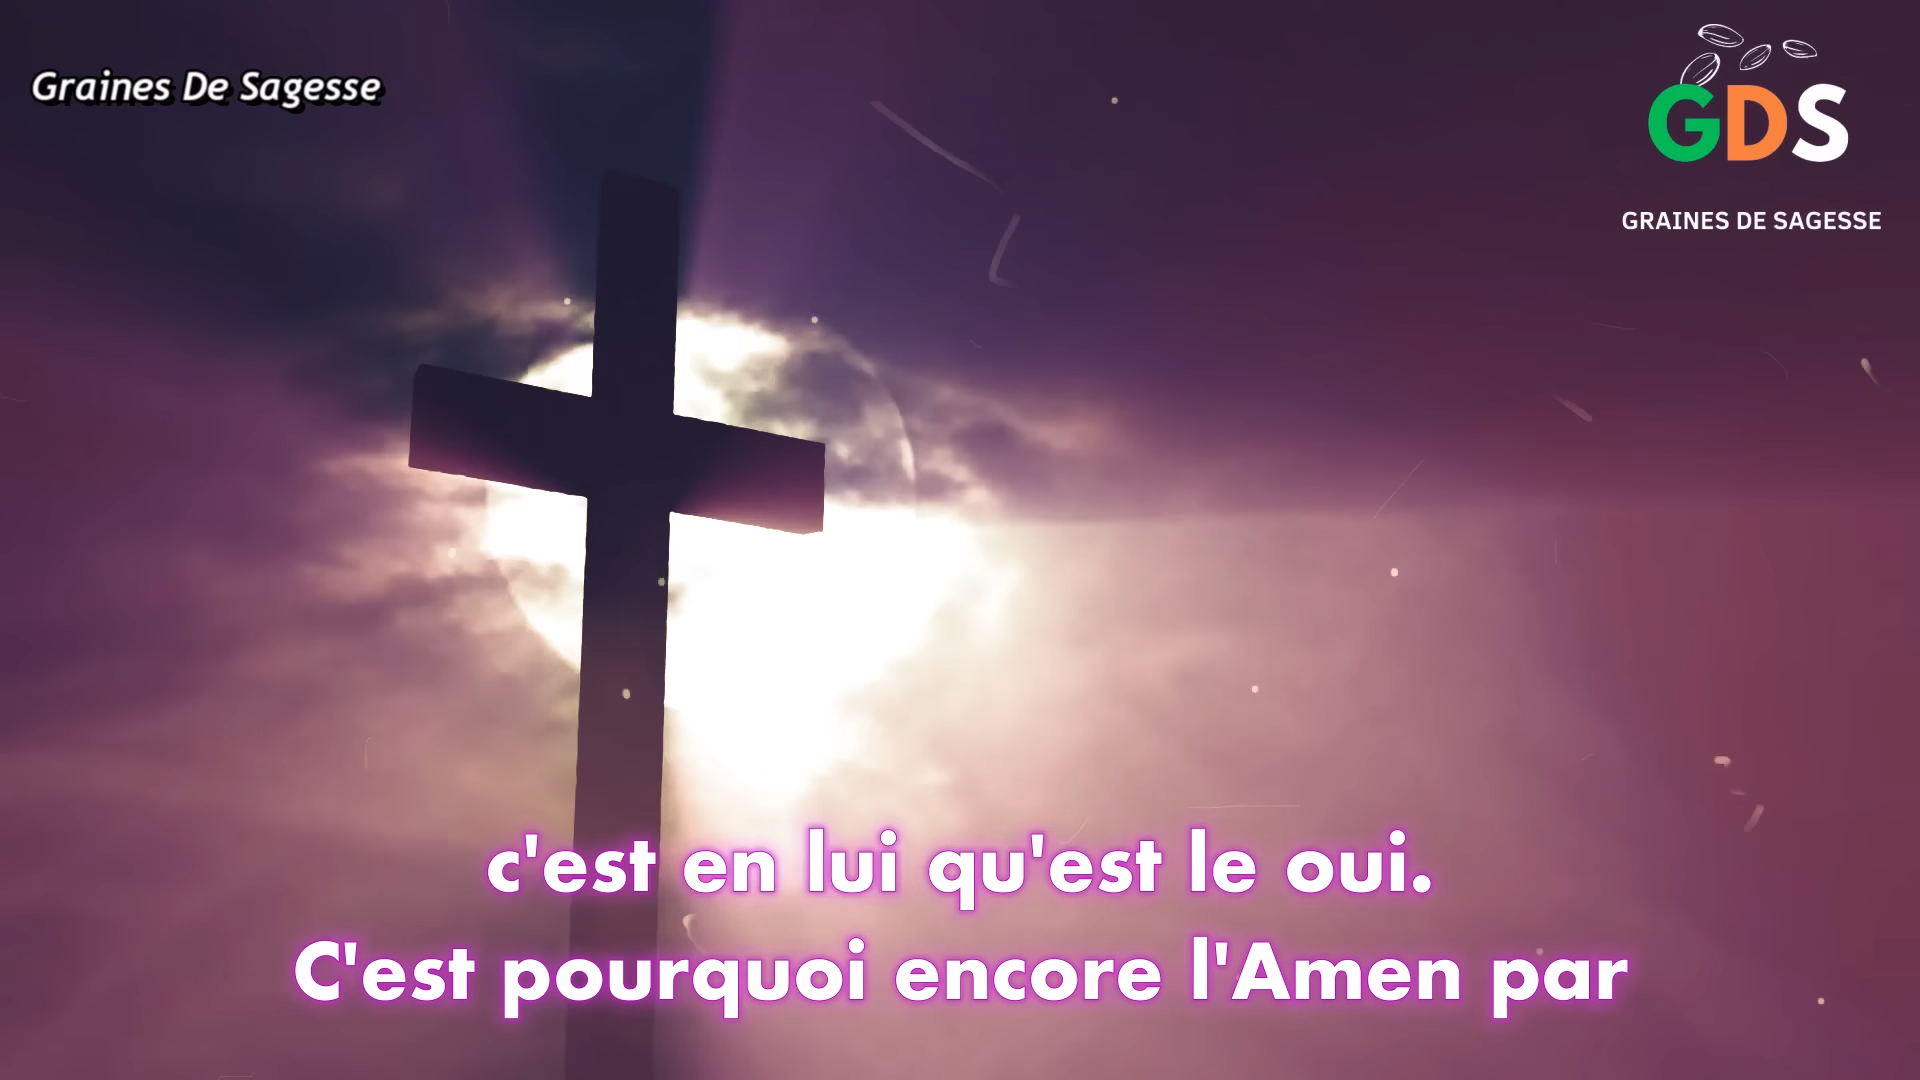 Graines De Sagesse
GDS
GRAINES DE SAGESSE
c'est en lui qu'est le oui.
C'est pourquoi encore l'Amen par